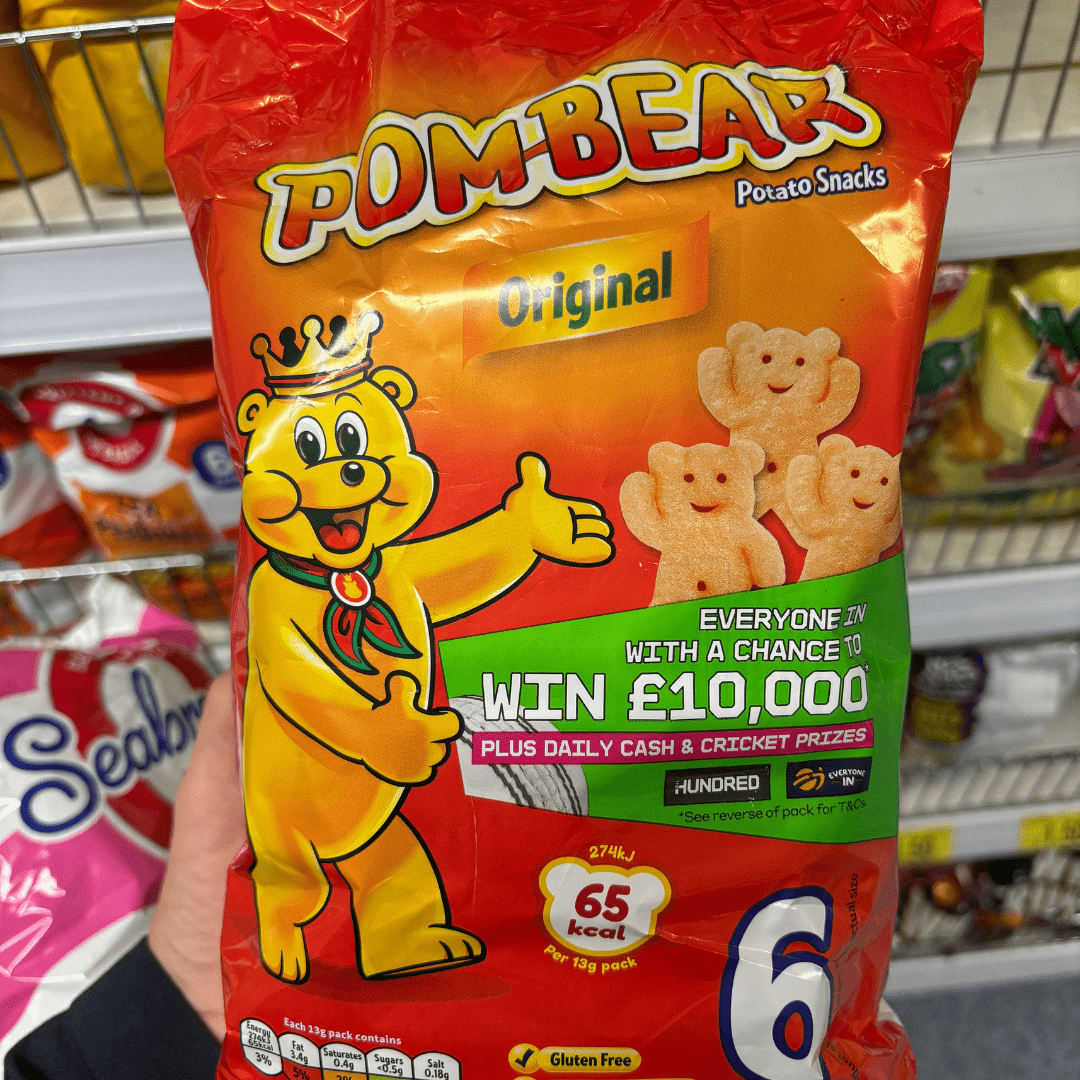 POM-BEAR
Potato Snacks
Original
EVERYONE IN
WITH A CHANCE TO
WIN £10,000*
PLUS DAILY CASH & CRICKET PRIZES
HUNDRED
EVERYONE IN
*See reverse of pack for T&Cs
274kJ
65
kcal
Per 13g pack
6
Each 13g pack contains
Energy
274kJ
65kcal
3%
Fat
3.4g
5%
Saturates
0.4g
2%
Sugars
<0.5g
Salt
0.18g
Gluten Free
6